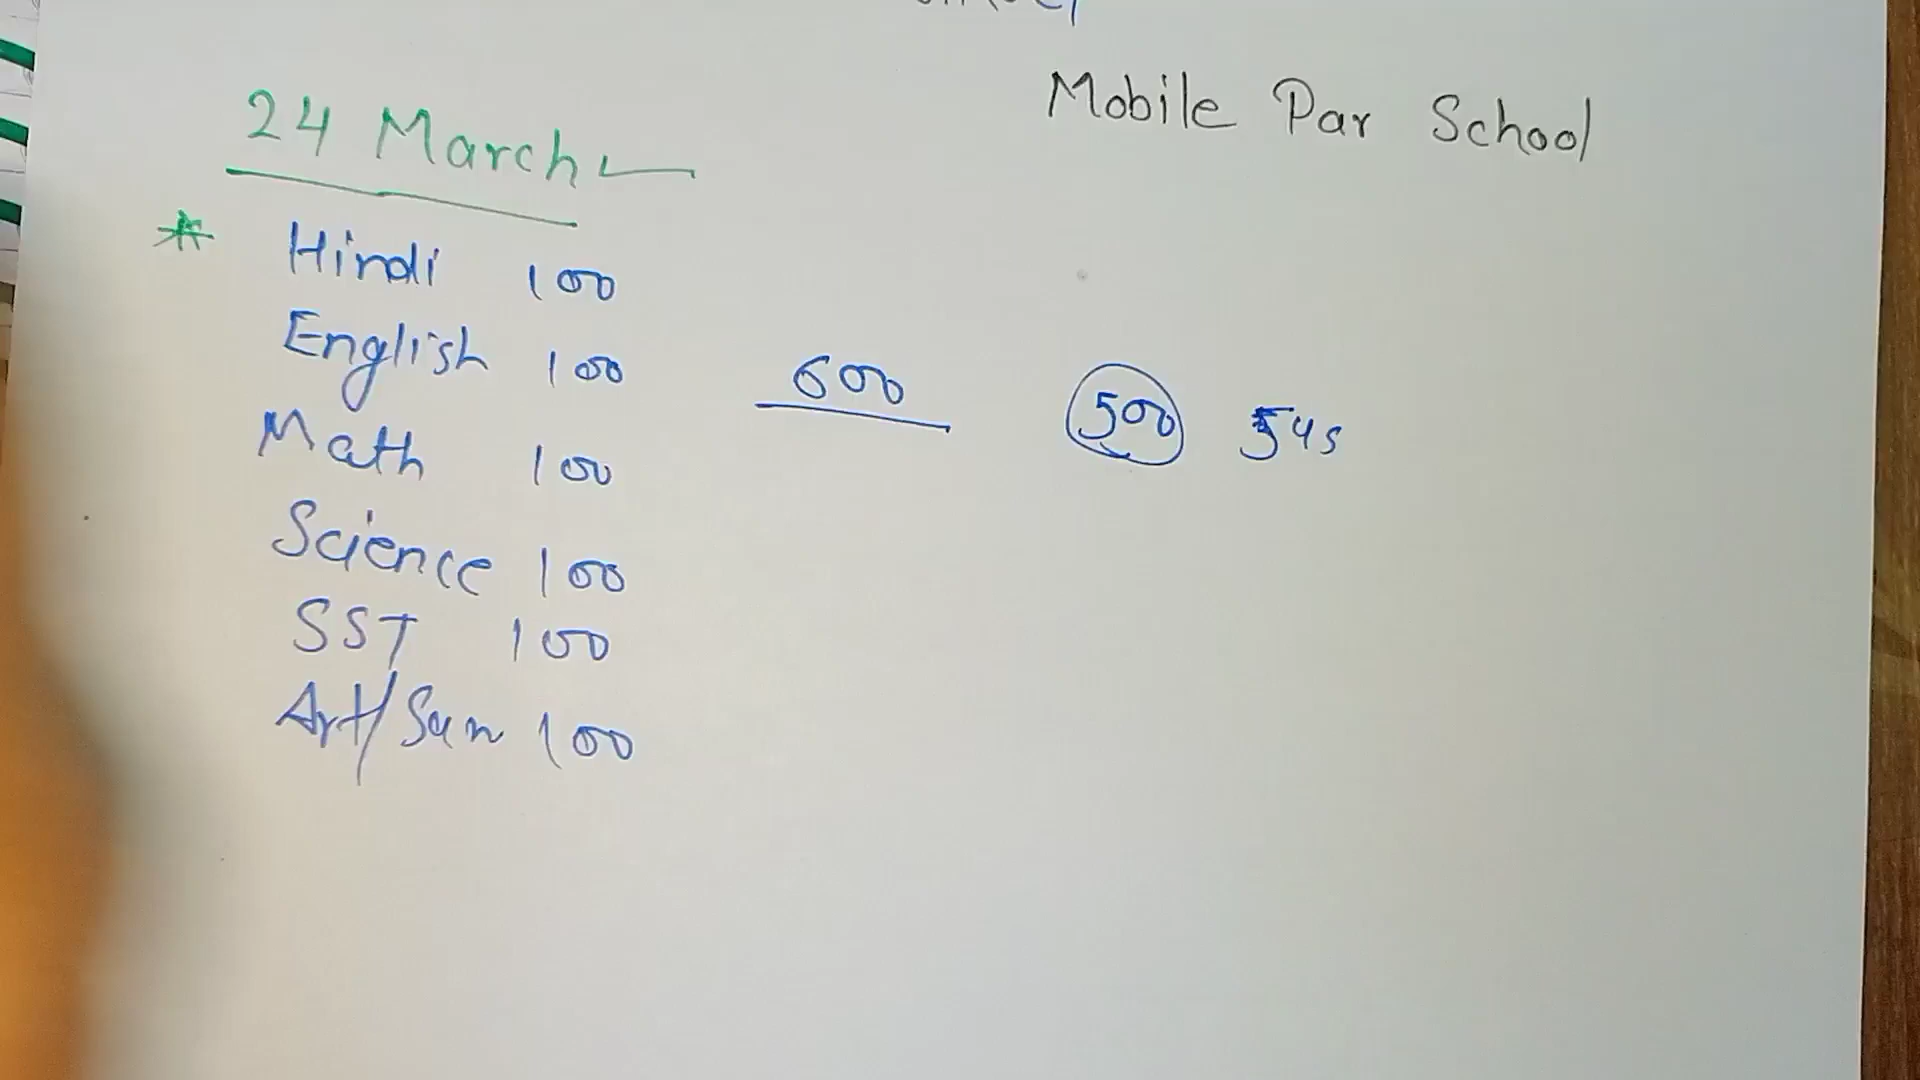 Mobile Par School
24 March
* Hindi 100
English 100
Math 100
Science 100
SST 100
Art/San 100
600
500 545